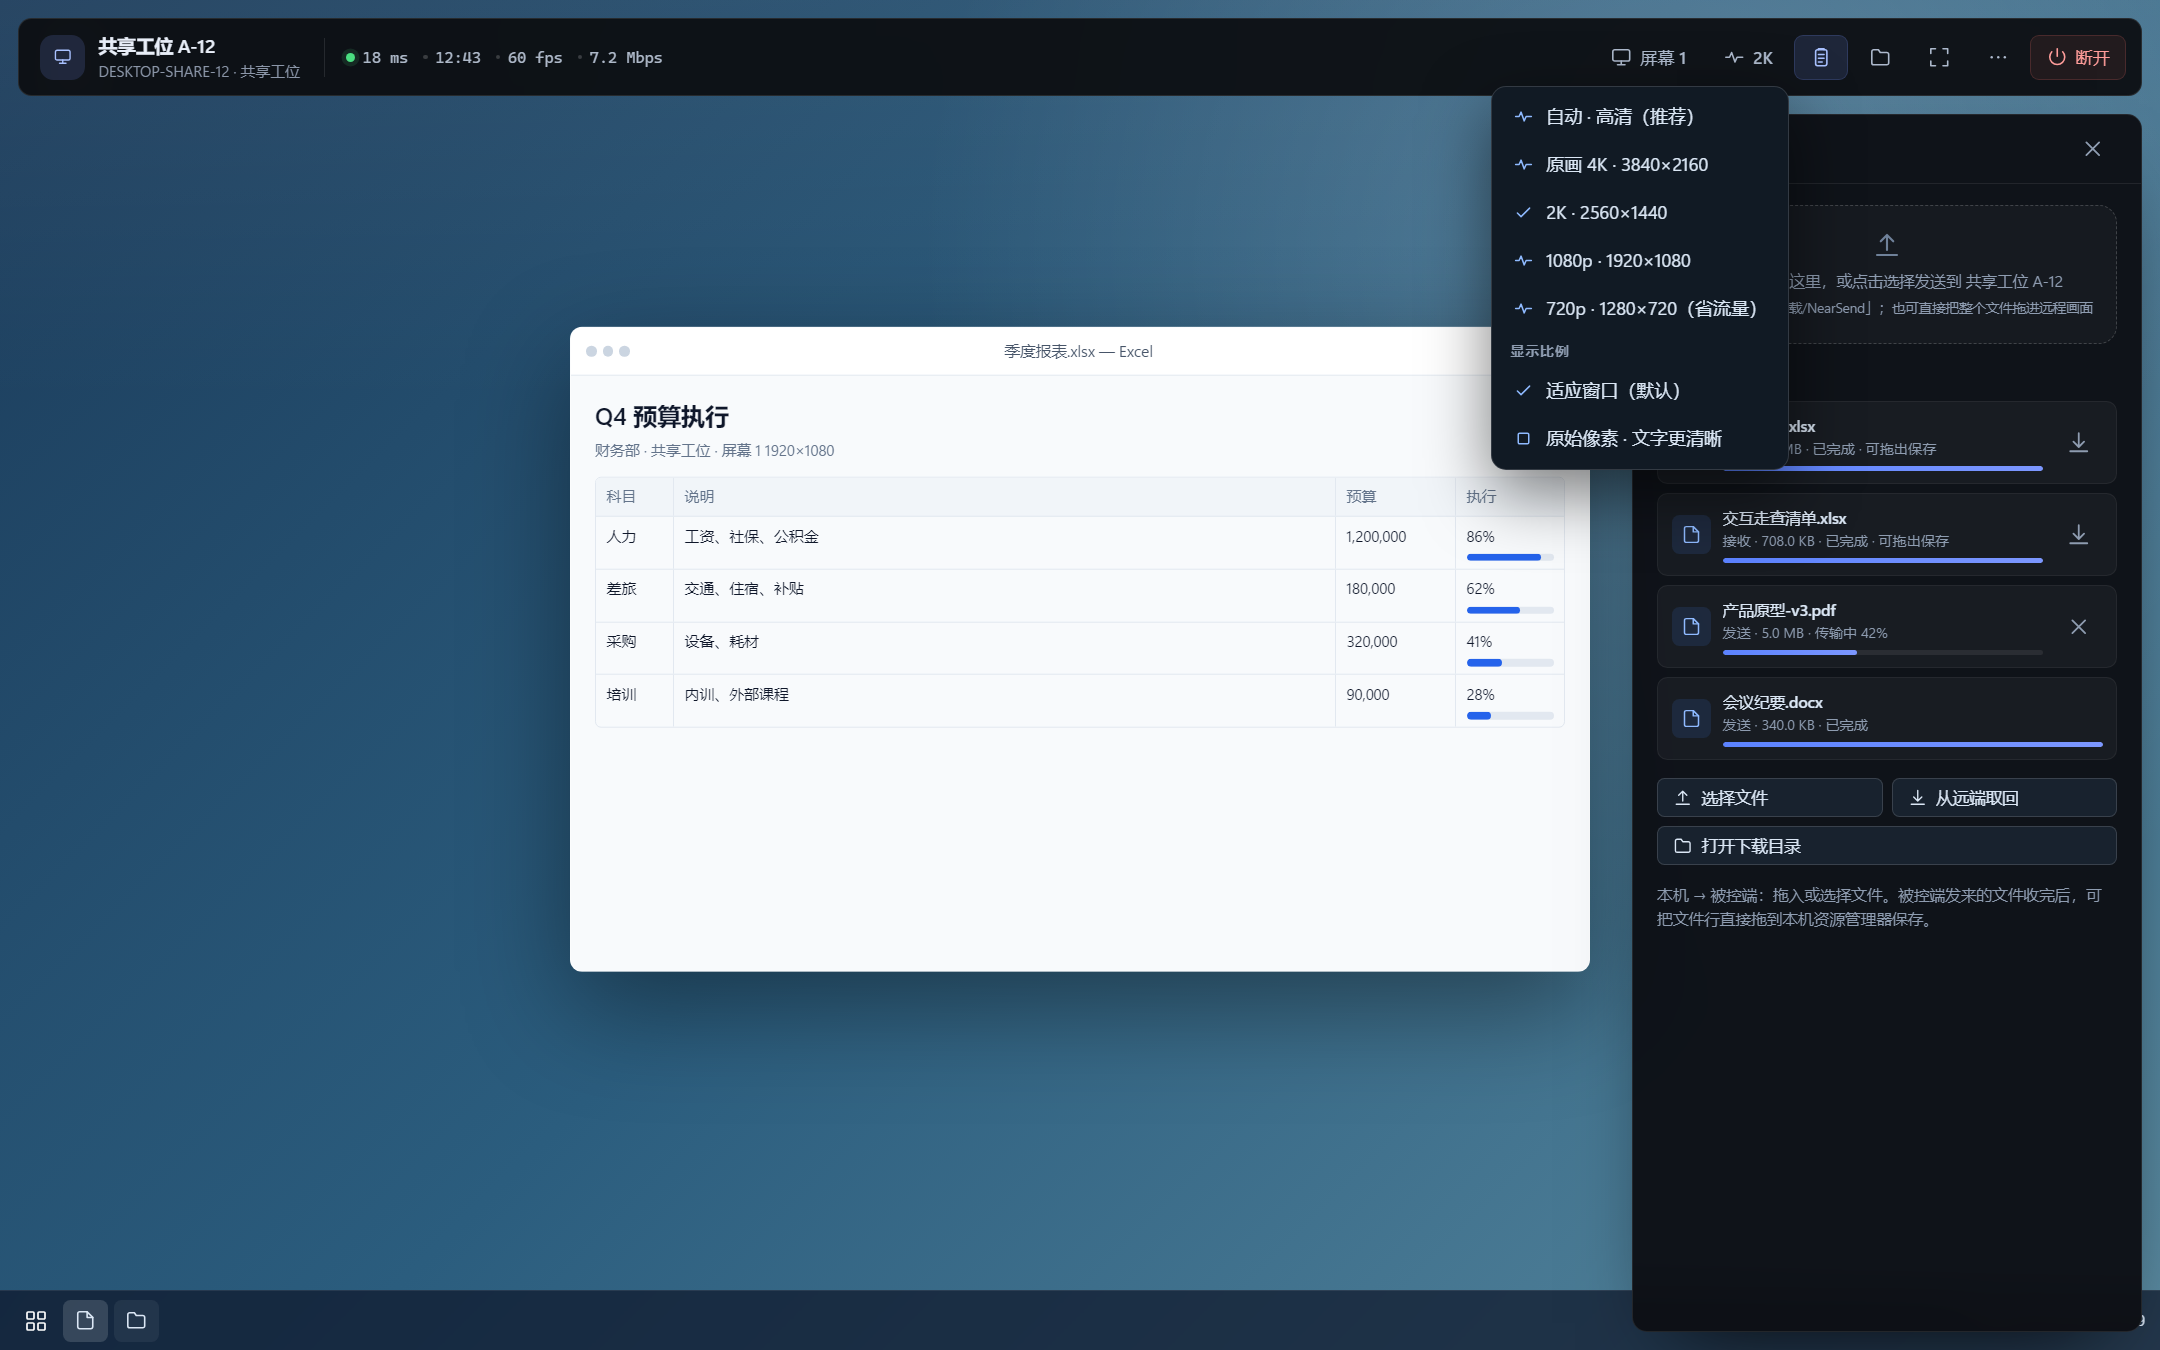 共享工位 A-12
DESKTOP-SHARE-12 · 共享工位
18 ms · 12:43 · 60 fps · 7.2 Mbps
屏幕 1
2K
断开
自动 · 高清（推荐）
原画 4K · 3840×2160
2K · 2560×1440
1080p · 1920×1080
720p · 1280×720（省流量）
显示比例
适应窗口（默认）
原始像素 · 文字更清晰
季度报表.xlsx — Excel
Q4 预算执行
财务部 · 共享工位 · 屏幕 1 1920×1080
科目 说明 预算 执行
人力 工资、社保、公积金 1,200,000 86%
差旅 交通、住宿、补贴 180,000 62%
采购 设备、耗材 320,000 41%
培训 内训、外部课程 90,000 28%
这里，或点击选择发送到 共享工位 A-12
载/NearSend」；也可直接把整个文件拖进远程画面
.xlsx
MB · 已完成 · 可拖出保存
交互走查清单.xlsx
接收 · 708.0 KB · 已完成 · 可拖出保存
产品原型-v3.pdf
发送 · 5.0 MB · 传输中 42%
会议纪要.docx
发送 · 340.0 KB · 已完成
选择文件
从远端取回
打开下载目录
本机 → 被控端：拖入或选择文件。被控端发来的文件收完后，可
把文件行直接拖到本机资源管理器保存。